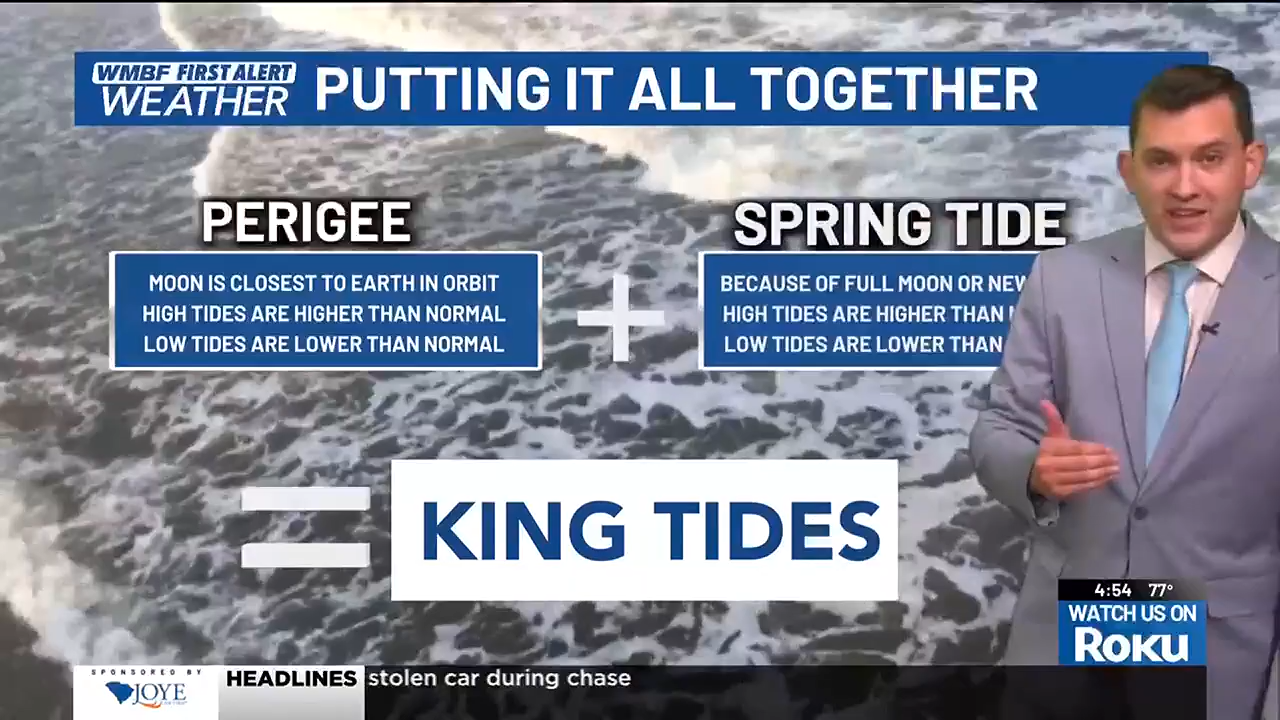 WMBF FIRST ALERT
WEATHER
PUTTING IT ALL TOGETHER
PERIGEE
MOON IS CLOSEST TO EARTH IN ORBIT
HIGH TIDES ARE HIGHER THAN NORMAL
LOW TIDES ARE LOWER THAN NORMAL
SPRING TIDE
BECAUSE OF FULL MOON OR NEW
HIGH TIDES ARE HIGHER THAN
LOW TIDES ARE LOWER THAN
KING TIDES
4:54 77°
WATCH US ON
Roku
SPONSORED BY
JOYE
HEADLINES
stolen car during chase